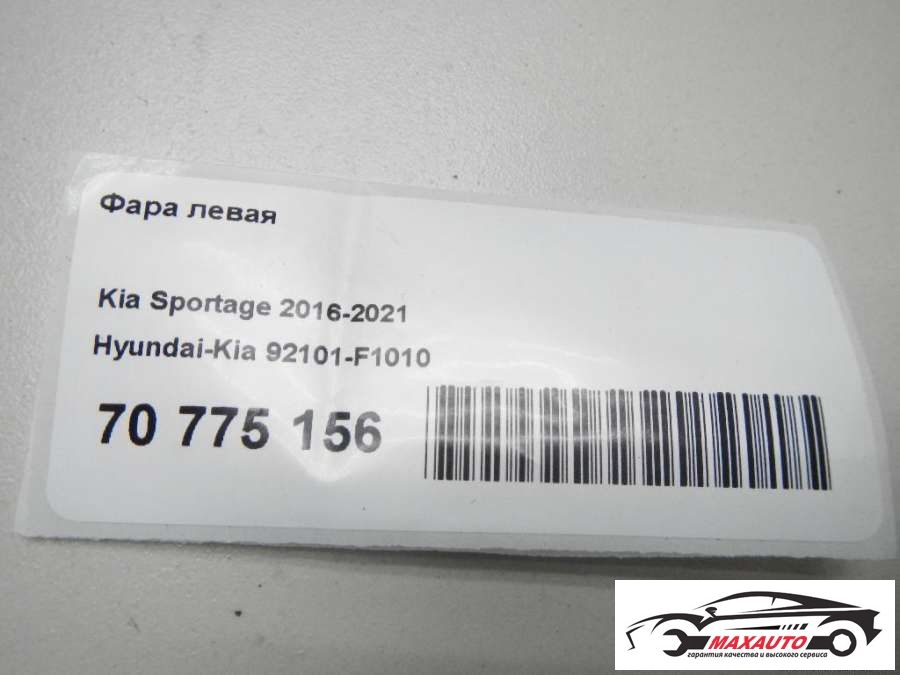 Фара левая
Kia Sportage 2016-2021
Hyundai-Kia 92101-F1010
70 775 156
MAXAUTO
гарантия качества и высокого сервиса